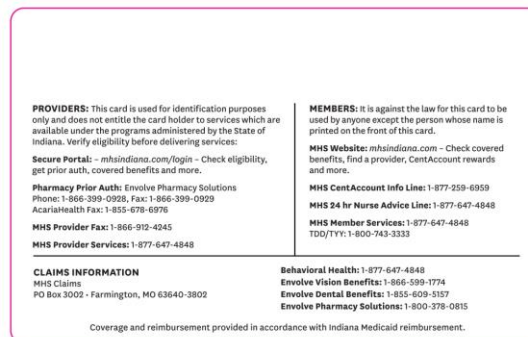 PROVIDERS: This card is used for identification purposes
only and does not entitle the card holder to services which are
available under the programs administered by the State of
Indiana. Verify eligibility before delivering services:
Secure Portal: – mhsindiana.com/login – Check eligibility,
get prior auth, covered benefits and more.
Pharmacy Prior Auth: Envolve Pharmacy Solutions
Phone: 1-866-399-0928, Fax: 1-866-399-0929
AcariaHealth Fax: 1-855-678-6976
MHS Provider Fax: 1-866-912-4245
MHS Provider Services: 1-877-647-4848
MEMBERS: It is against the law for this card to be
used by anyone except the person whose name is
printed on the front of this card.
MHS Website: mhsindiana.com – Check covered
benefits, find a provider, CentAccount rewards
and more.
MHS CentAccount Info Line: 1-877-259-6959
MHS 24 hr Nurse Advice Line: 1-877-647-4848
MHS Member Services: 1-877-647-4848
TDD/TYY: 1-800-743-3333
CLAIMS INFORMATION
MHS Claims
PO Box 3002 • Farmington, MO 63640-3802
Behavioral Health: 1-877-647-4848
Envolve Vision Benefits: 1-866-599-1774
Envolve Dental Benefits: 1-855-609-5157
Envolve Pharmacy Solutions: 1-800-378-0815
Coverage and reimbursement provided in accordance with Indiana Medicaid reimbursement.